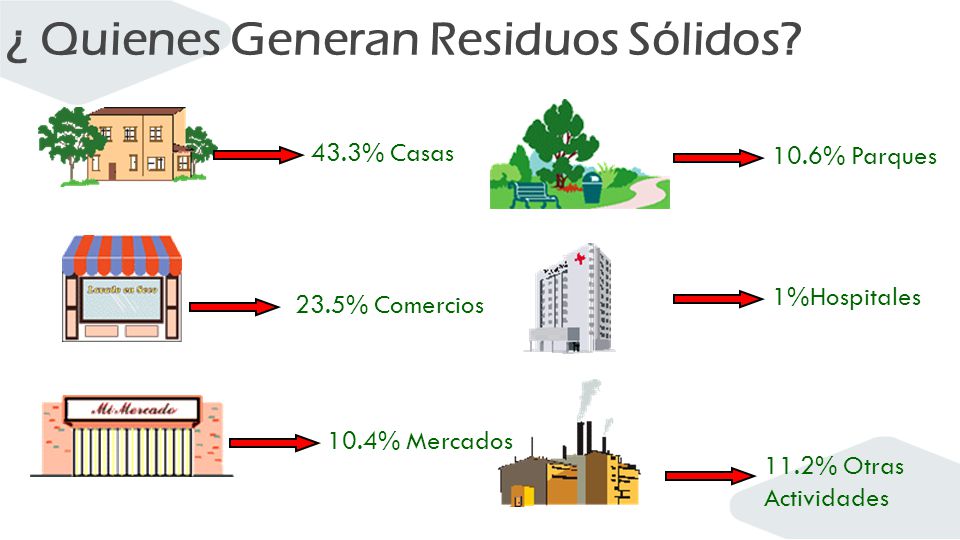 ¿ Quienes Generan Residuos Sólidos?
43.3% Casas
10.6% Parques
Lavado en Seco
23.5% Comercios
1%Hospitales
Mi Mercado
10.4% Mercados
11.2% Otras
Actividades